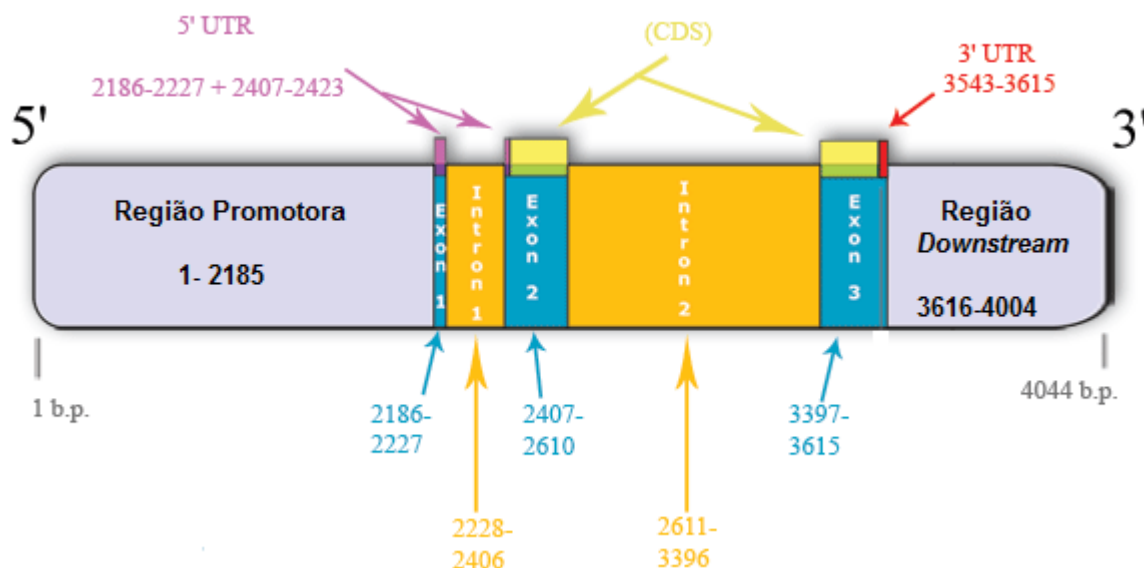 5' UTR
2186-2227 + 2407-2423
(CDS)
3' UTR
3543-3615
5'
3'
Região Promotora
1- 2185
Exon 1
Intron 1
Exon 2
Intron 2
Exon 3
Região
Downstream
3616-4004
1 b.p.
4044 b.p.
2186-
2227
2407-
2610
3397-
3615
2228-
2406
2611-
3396